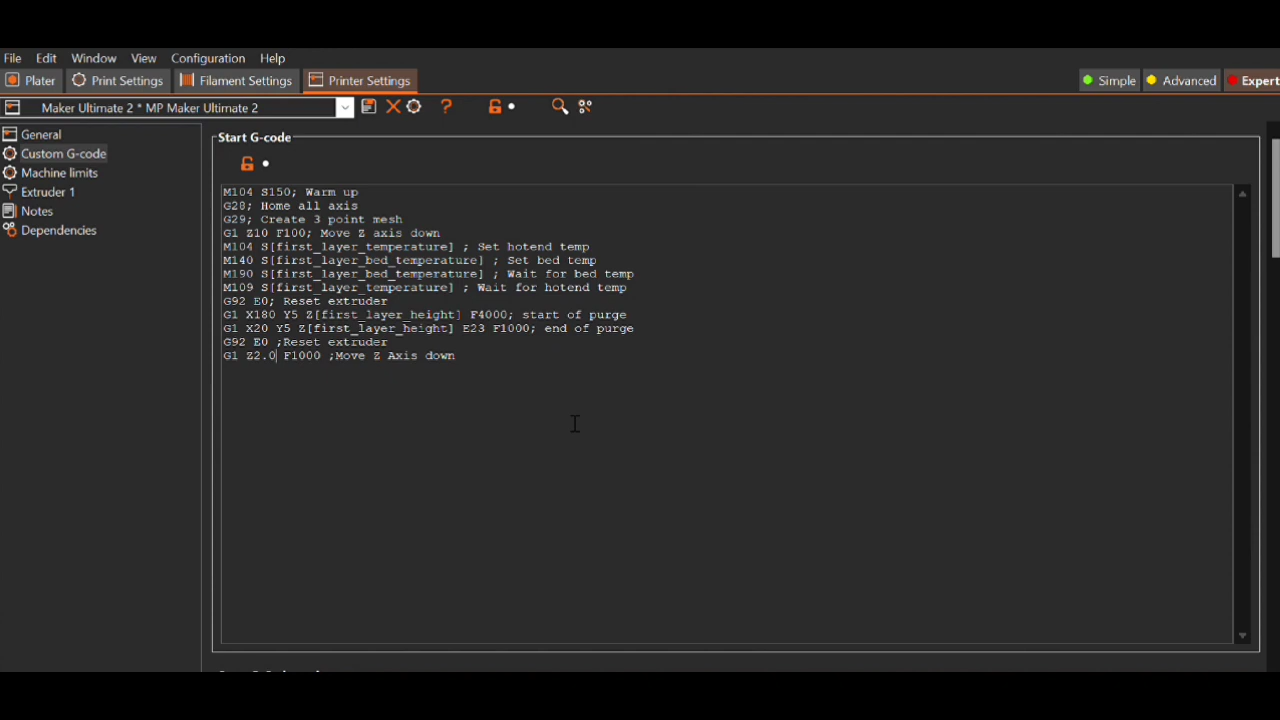 File Edit Window View Configuration Help
Plater Print Settings Filament Settings Printer Settings Simple Advanced Expert
Maker Ultimate 2 * MP Maker Ultimate 2 ?
General
Custom G-code
Machine limits
Extruder 1
Notes
Dependencies
Start G-code
M104 S150; Warm up
G28; Home all axis
G29; Create 3 point mesh
G1 Z10 F100; Move Z axis down
M104 S[first_layer_temperature] ; Set hotend temp
M140 S[first_layer_bed_temperature] ; Set bed temp
M190 S[first_layer_bed_temperature] ; Wait for bed temp
M109 S[first_layer_temperature] ; Wait for hotend temp
G92 E0; Reset extruder
G1 X180 Y5 Z[first_layer_height] F4000; start of purge
G1 X20 Y5 Z[first_layer_height] E23 F1000; end of purge
G92 E0 ;Reset extruder
G1 Z2.0 F1000 ;Move Z Axis down